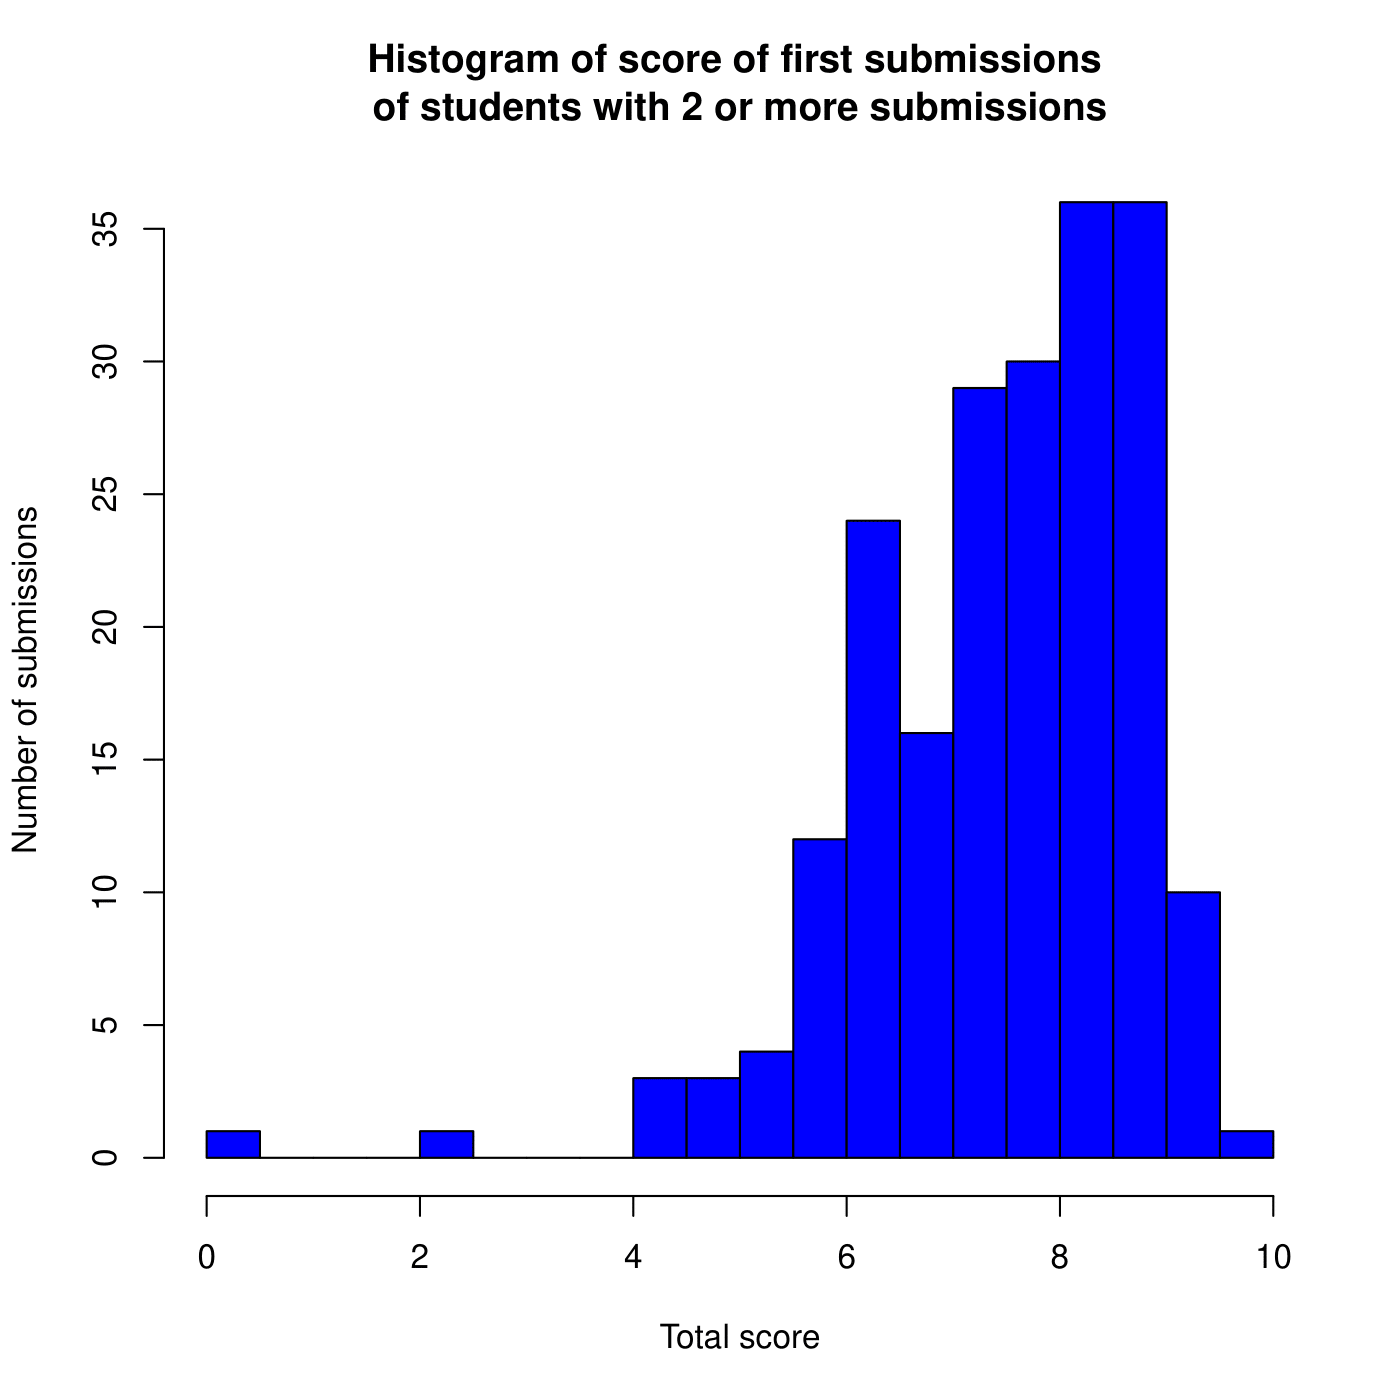 Histogram of score of first submissions
of students with 2 or more submissions
35
30
25
20
15
10
5
0
Number of submissions
0 2 4 6 8 10
Total score